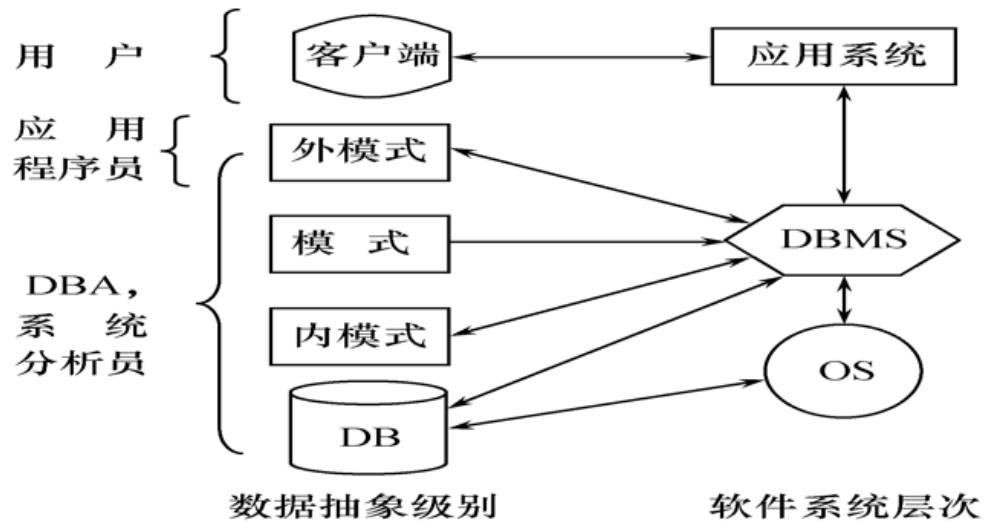 用 户
客户端
应用系统
应 用
程序员
外模式
模 式
DBMS
DBA,
系 统
分析员
内模式
OS
DB
数据抽象级别
软件系统层次